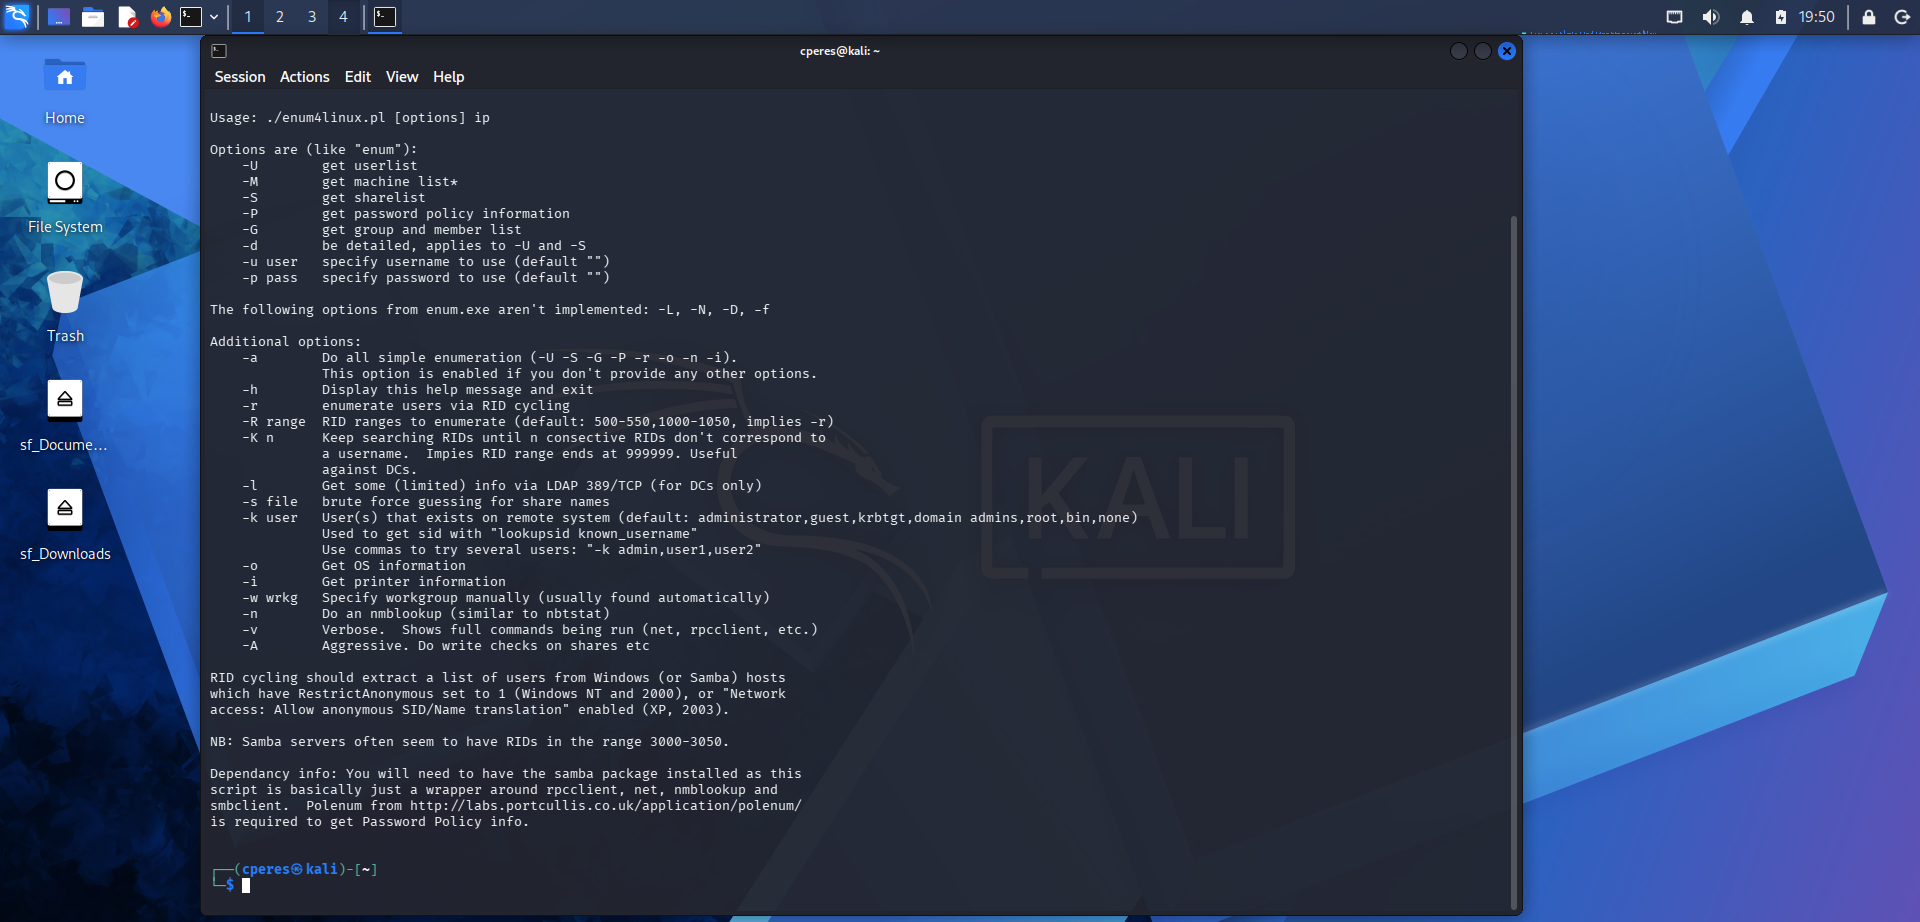 1 2 3 4
19:50
cperes@kali: ~
Session Actions Edit View Help
Home
File System
Trash
sf_Docume...
sf_Downloads
Usage: ./enum4linux.pl [options] ip
Options are (like "enum"):
-U get userlist
-M get machine list*
-S get sharelist
-P get password policy information
-G get group and member list
-d be detailed, applies to -U and -S
-u user specify username to use (default "")
-p pass specify password to use (default "")
The following options from enum.exe aren't implemented: -L, -N, -D, -f
Additional options:
-a Do all simple enumeration (-U -S -G -P -r -o -n -i).
This option is enabled if you don't provide any other options.
-h Display this help message and exit
-r enumerate users via RID cycling
-R range RID ranges to enumerate (default: 500-550,1000-1050, implies -r)
-K n Keep searching RIDs until n consective RIDs don't correspond to
a username. Impies RID range ends at 999999. Useful
against DCs.
-l Get some (limited) info via LDAP 389/TCP (for DCs only)
-s file brute force guessing for share names
-k user User(s) that exists on remote system (default: administrator,guest,krbtgt,domain admins,root,bin,none)
Used to get sid with "lookupsid known_username"
Use commas to try several users: "-k admin,user1,user2"
-o Get OS information
-i Get printer information
-w wrkg Specify workgroup manually (usually found automatically)
-n Do an nmblookup (similar to nbtstat)
-v Verbose. Shows full commands being run (net, rpcclient, etc.)
-A Aggressive. Do write checks on shares etc
RID cycling should extract a list of users from Windows (or Samba) hosts
which have RestrictAnonymous set to 1 (Windows NT and 2000), or "Network
access: Allow anonymous SID/Name translation" enabled (XP, 2003).
NB: Samba servers often seem to have RIDs in the range 3000-3050.
Dependancy info: You will need to have the samba package installed as this
script is basically just a wrapper around rpcclient, net, nmblookup and
smbclient. Polenum from http://labs.portcullis.co.uk/application/polenum/
is required to get Password Policy info.
┌──(cperes㉿kali)-[~]
└─$
KALI